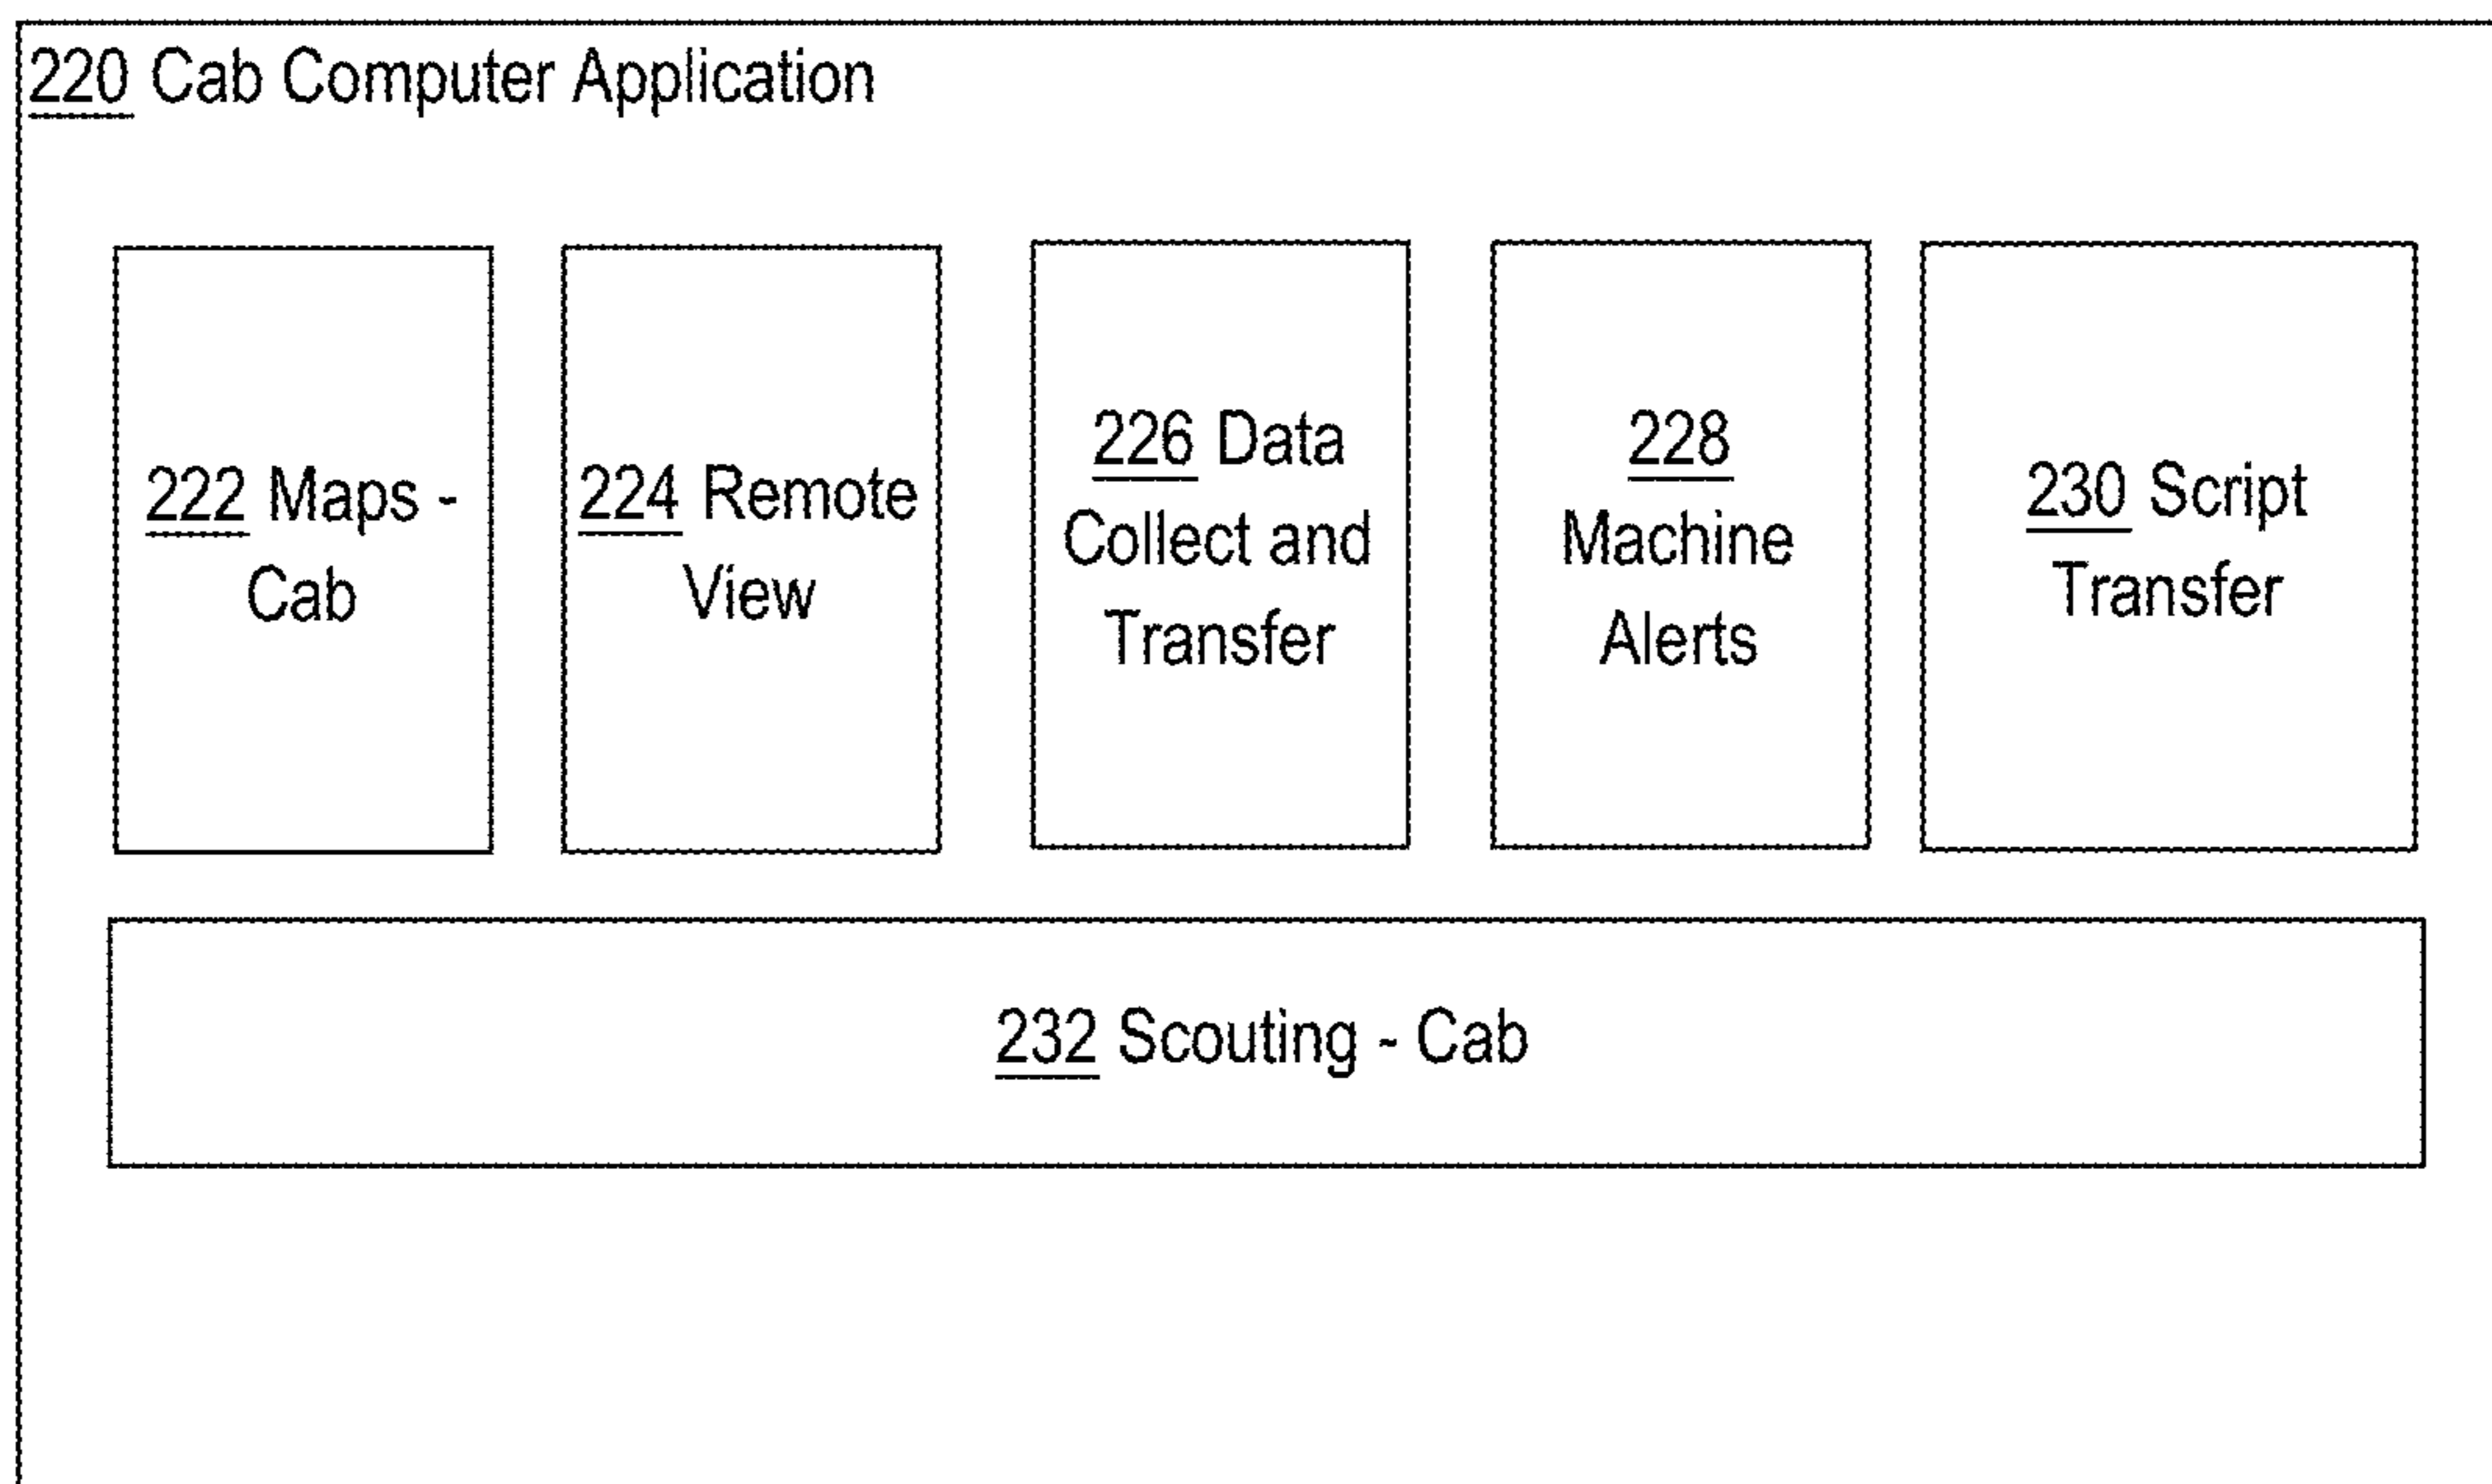 220 Cab Computer Application
222 Maps -
Cab
224 Remote
View
226 Data
Collect and
Transfer
228
Machine
Alerts
230 Script
Transfer
232 Scouting - Cab